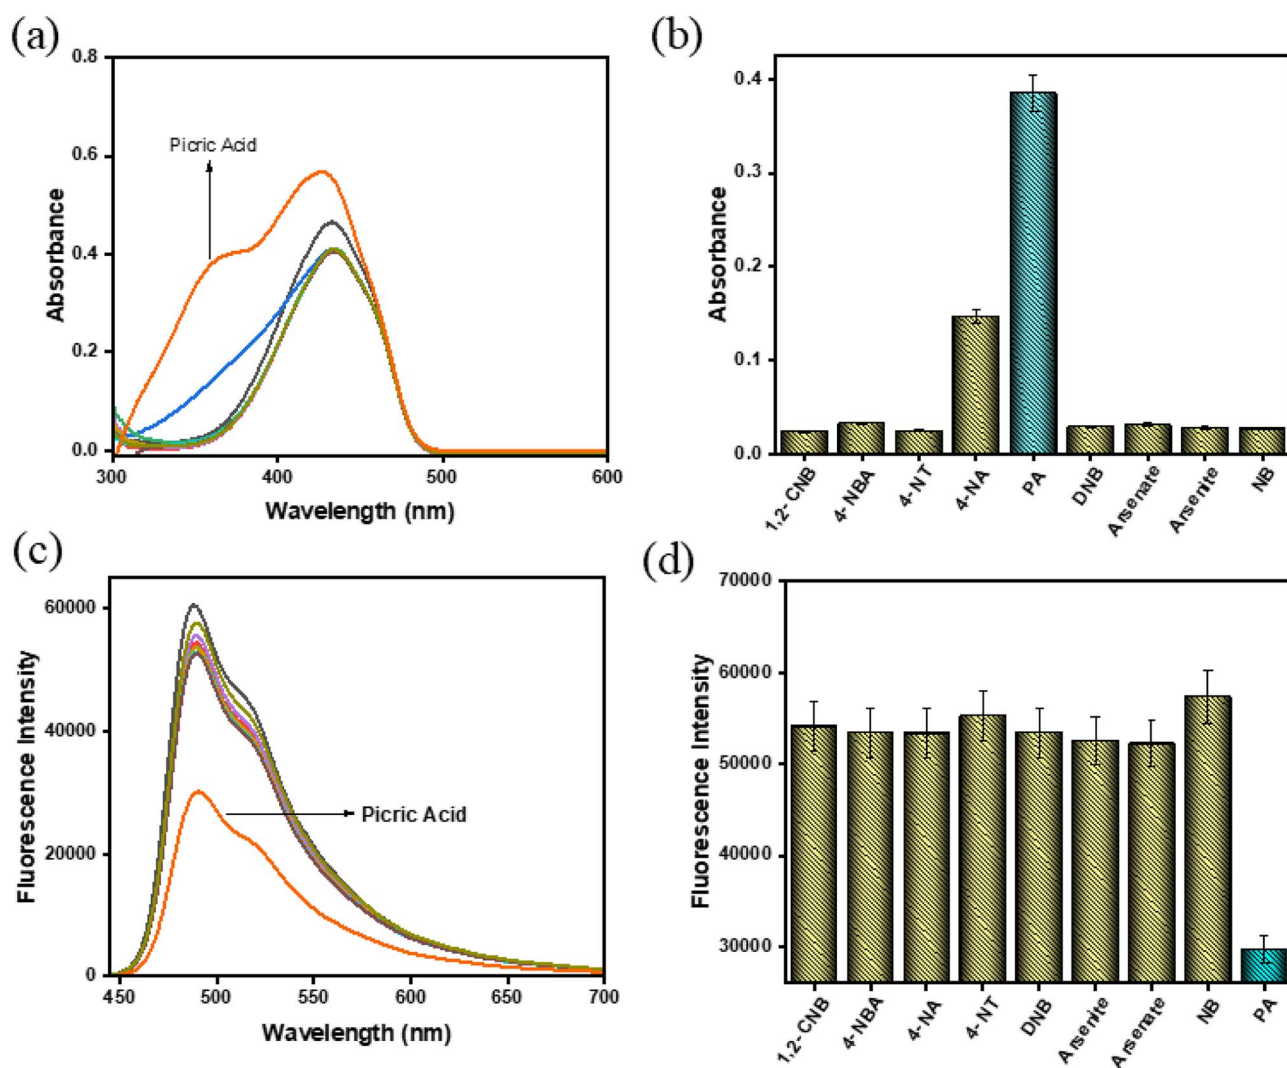 (a)
0.8
0.6
0.4
0.2
0.0
Absorbance
Picric Acid
300
400
500
600
Wavelength (nm)
(b)
0.4
0.3
0.2
0.1
0.0
Absorbance
1,2- CNB
4- NBA
4- NT
4-NA
PA
DNB
Arsenate
Arsenite
NB
(c)
60000
40000
20000
0
Fluorescence Intensity
Picric Acid
450
500
550
600
650
700
Wavelength (nm)
(d)
70000
60000
50000
40000
30000
Fluorescence Intensity
1,2- CNB
4- NBA
4- NA
4- NT
DNB
Arsenite
Arsenate
NB
PA